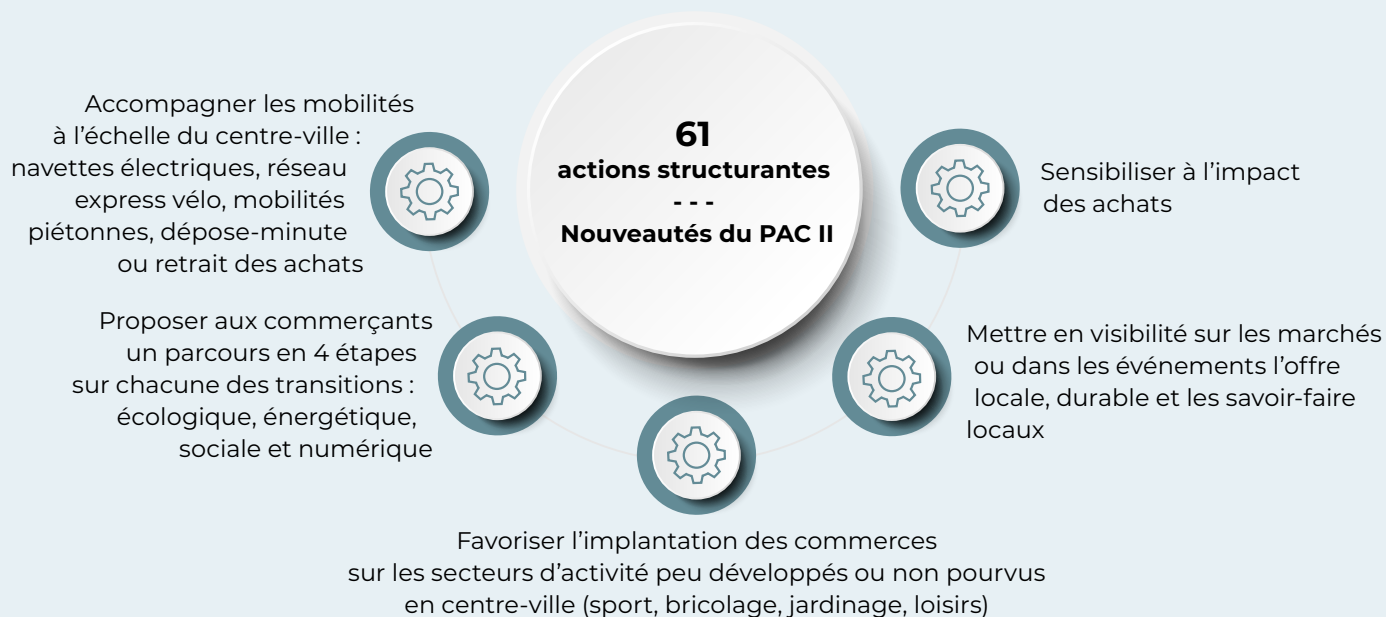 61
actions structurantes
- - -
Nouveautés du PAC II
Accompagner les mobilités
à l’échelle du centre-ville :
navettes électriques, réseau
express vélo, mobilités
piétonnes, dépose-minute
ou retrait des achats
Proposer aux commerçants
un parcours en 4 étapes
sur chacune des transitions :
écologique, énergétique,
sociale et numérique
Favoriser l’implantation des commerces
sur les secteurs d’activité peu développés ou non pourvus
en centre-ville (sport, bricolage, jardinage, loisirs)
Mettre en visibilité sur les marchés
ou dans les événements l’offre
locale, durable et les savoir-faire
locaux
Sensibiliser à l’impact
des achats